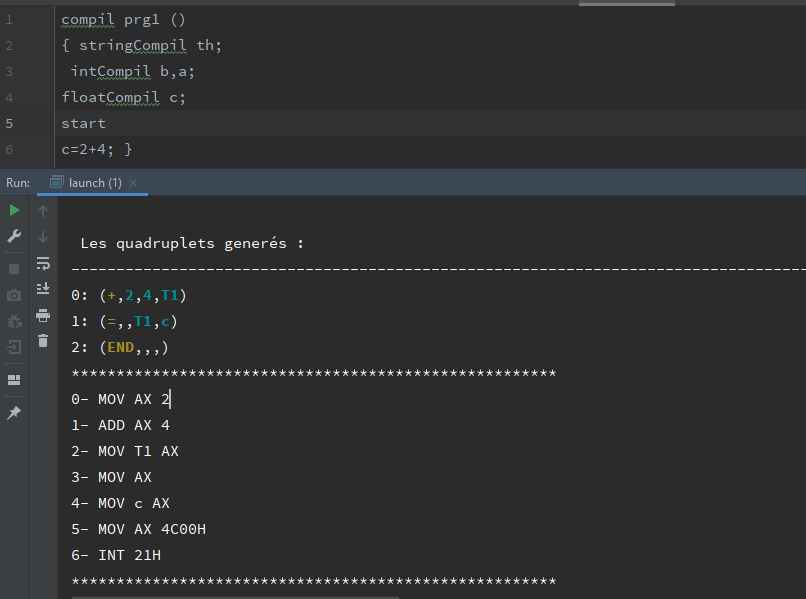 1 compil prg1 ()
2 { stringCompil th;
3 intCompil b,a;
4 floatCompil c;
5 start
6 c=2+4; }
Run: launch (1) ×
Les quadruplets generés :
------------------------------------------------------------------------------------
0: (+,2,4,T1)
1: (=,,T1,c)
2: (END,,,)
******************************************************
0- MOV AX 2
1- ADD AX 4
2- MOV T1 AX
3- MOV AX
4- MOV c AX
5- MOV AX 4C00H
6- INT 21H
******************************************************